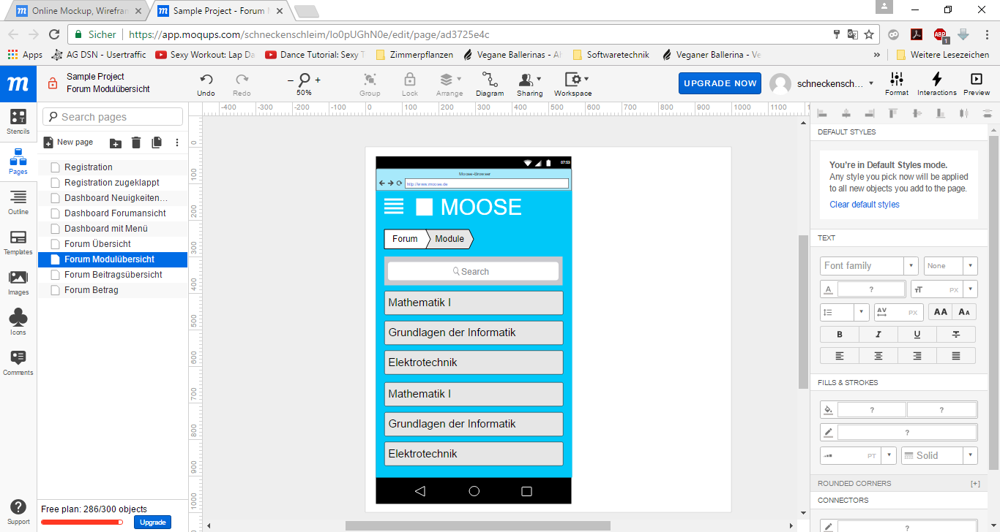 Online Mockup, Wirefran
Sample Project - Forum M
Sicher
https://app.moqups.com/schneckenschleim/Io0pUGhN0e/edit/page/ad3725e4c
ABP
1
Apps
AG DSN - Usertraffic
Sexy Workout: Lap Da
Dance Tutorial: Sexy T
Zimmerpflanzen
Vegane Ballerinas - Al
Softwaretechnik
Veganer Ballerina - Ve
»
Weitere Lesezeichen
m
Sample Project
Forum Modulübersicht
Undo
Redo
– +
50%
Group
Lock
Arrange
Diagram
Sharing
Workspace
UPGRADE NOW
schneckensch...
Format
Interactions
Preview
Stencils
Pages
Outline
Templates
Images
Icons
Comments
Support
Search pages
New page
Registration
Registration zugeklappt
Dashboard Neuigkeiten...
Dashboard Forumansicht
Dashboard mit Menü
Forum Übersicht
Forum Modulübersicht
Forum Beitragsübersicht
Forum Betrag
Free plan: 286/300 objects
Upgrade
-400 -300 -200 -100 0 100 200 300 400 500 600 700 800 900 1000 1100
0
100
200
300
400
500
600
700
800
900
1000
07:53
Moose-Browser
http://www.moose.de
MOOSE
Forum
Module
Search
Mathematik I
Grundlagen der Informatik
Elektrotechnik
Mathematik I
Grundlagen der Informatik
Elektrotechnik
DEFAULT STYLES
You're in Default Styles mode.
Any style you pick now will be applied
to all new objects you add to the page.
Clear default styles
TEXT
Font family
None
A
?
TT
PX
AV
PX
AA
AA
B
I
U
FILLS & STROKES
?
?
?
PT
Solid
ROUNDED CORNERS
[+]
CONNECTORS
?